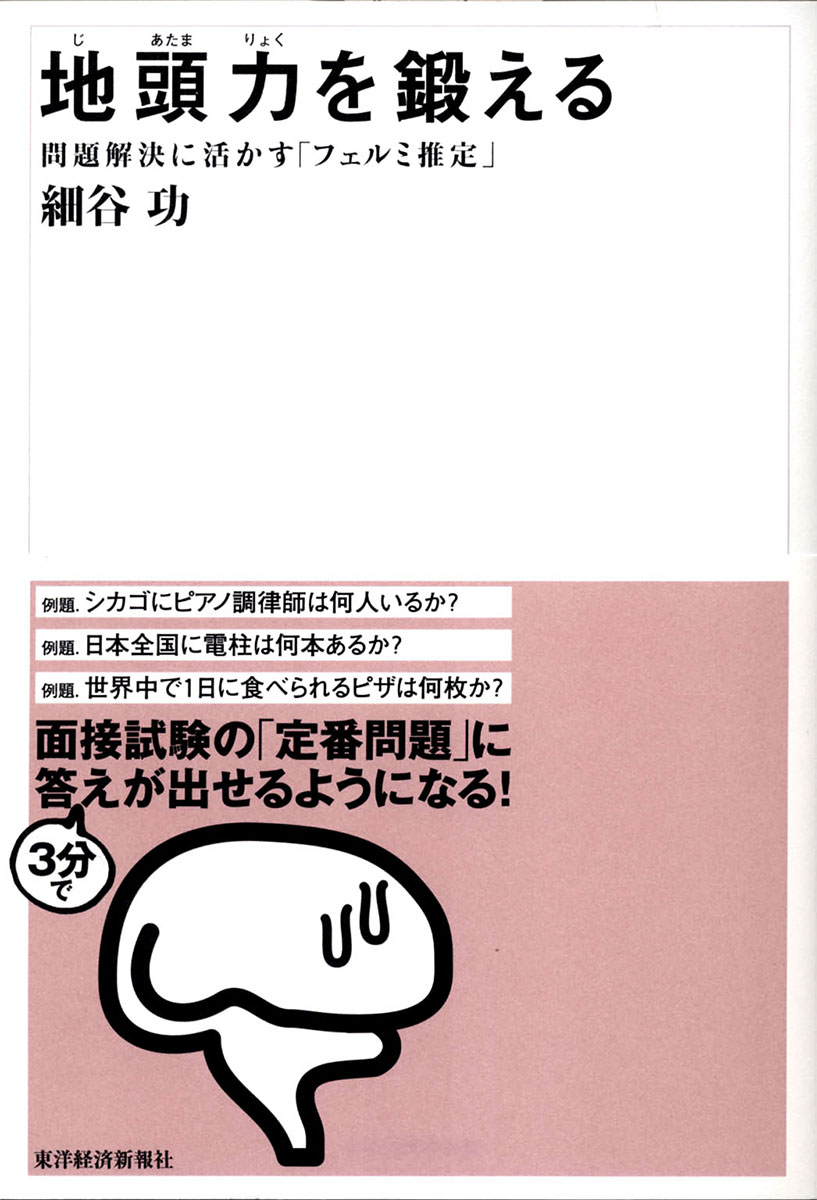 じ あたま りょく
地頭力を鍛える
問題解決に活かす「フェルミ推定」
細谷 功
例題. シカゴにピアノ調律師は何人いるか?
例題. 日本全国に電柱は何本あるか?
例題. 世界中で1日に食べられるピザは何枚か?
面接試験の「定番問題」に
答えが出せるようになる!
3分
で
東洋経済新報社